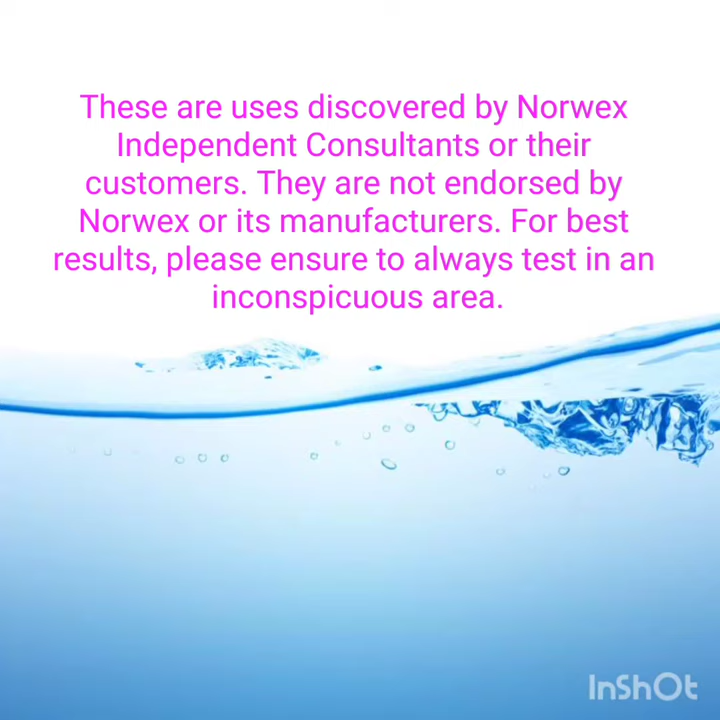 These are uses discovered by Norwex
Independent Consultants or their
customers. They are not endorsed by
Norwex or its manufacturers. For best
results, please ensure to always test in an
inconspicuous area.
InShOt